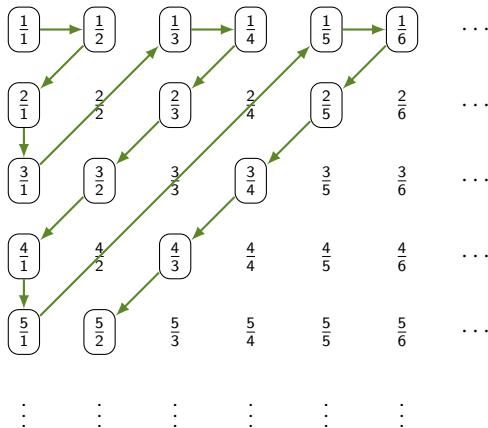 1/1 1/2 1/3 1/4 1/5 1/6 ⋯
2/1 2/2 2/3 2/4 2/5 2/6 ⋯
3/1 3/2 3/3 3/4 3/5 3/6 ⋯
4/1 4/2 4/3 4/4 4/5 4/6 ⋯
5/1 5/2 5/3 5/4 5/5 5/6 ⋯
⋮ ⋮ ⋮ ⋮ ⋮ ⋮